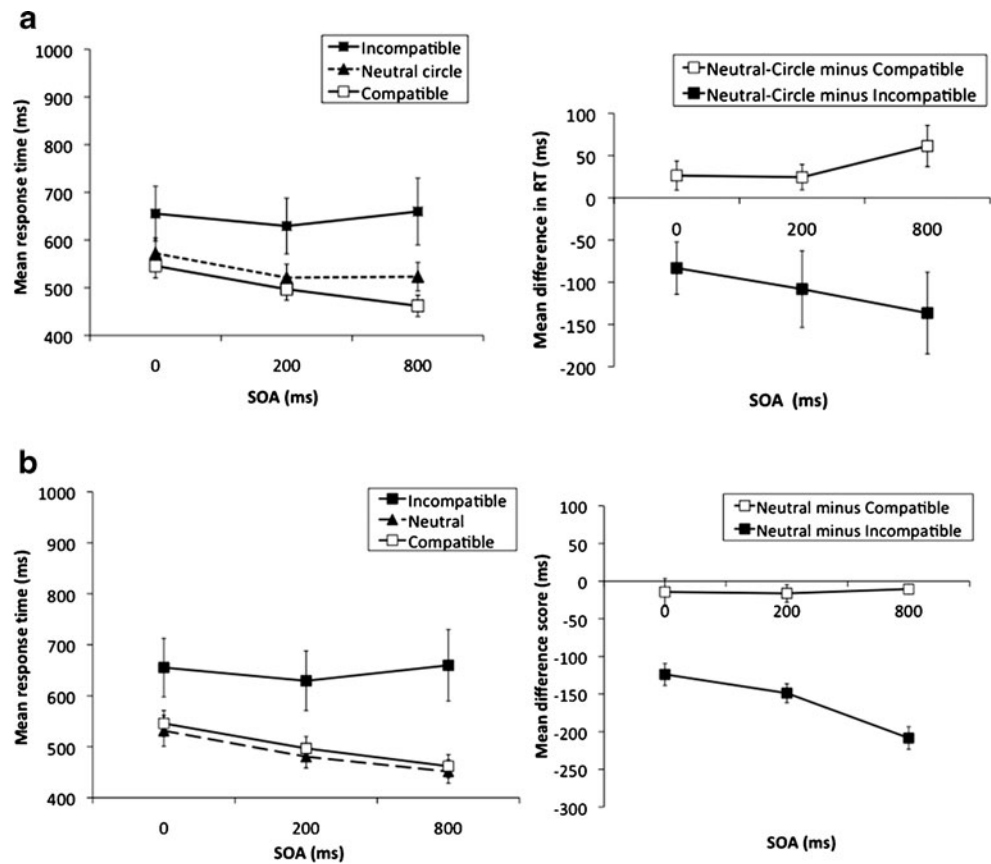 a
Incompatible
Neutral circle
Compatible
Mean response time (ms)
1000
900
800
700
600
500
400
0 200 800
SOA (ms)
Neutral-Circle minus Compatible
Neutral-Circle minus Incompatible
Mean difference in RT (ms)
100
50
0
-50
-100
-150
-200
0 200 800
SOA (ms)
b
Incompatible
Neutral
Compatible
Mean response time (ms)
1000
900
800
700
600
500
400
0 200 800
SOA (ms)
Neutral minus Compatible
Neutral minus Incompatible
Mean difference score (ms)
100
50
0
-50
-100
-150
-200
-250
-300
0 200 800
SOA (ms)